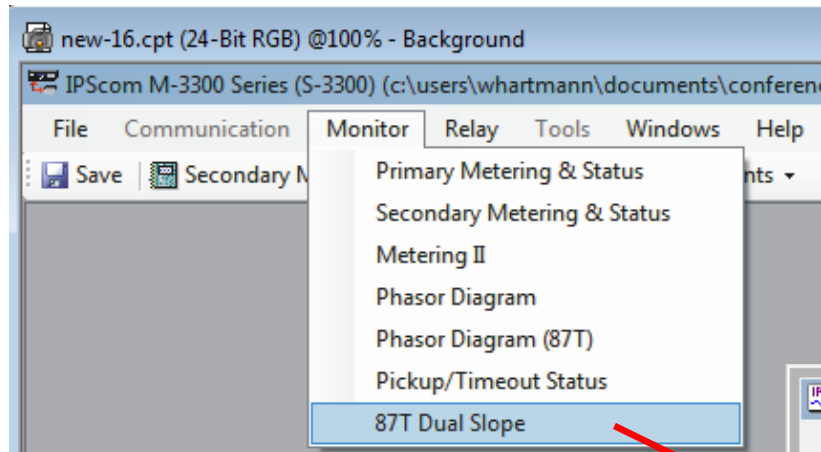 new-16.cpt (24-Bit RGB) @100% - Background
IPScom M-3300 Series (S-3300) (c:\users\whartmann\documents\conferen
File Communication Monitor Relay Tools Windows Help
Save Secondary M nts
Primary Metering & Status
Secondary Metering & Status
Metering II
Phasor Diagram
Phasor Diagram (87T)
Pickup/Timeout Status
87T Dual Slope